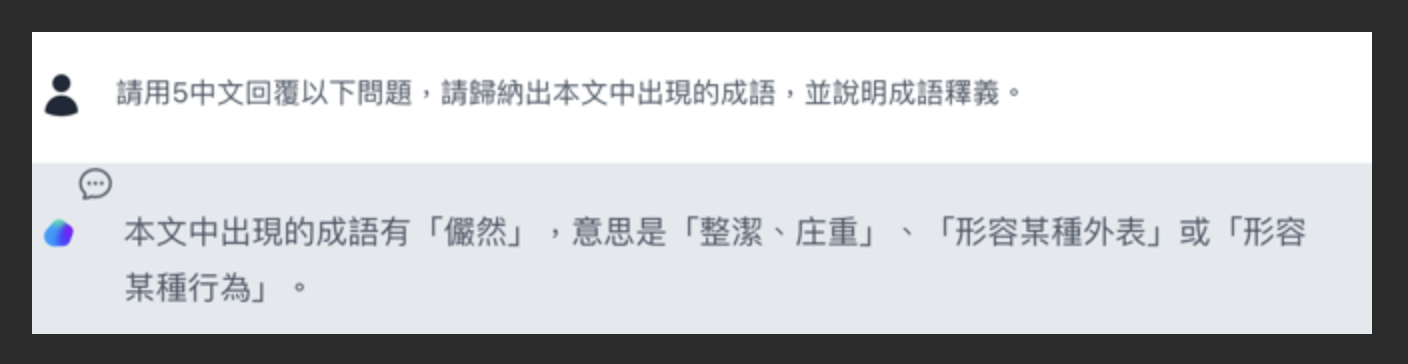 請用5中文回覆以下問題，請歸納出本文中出現的成語，並說明成語釋義。
本文中出現的成語有「儼然」，意思是「整潔、庄重」、「形容某種外表」或「形容
某種行為」。